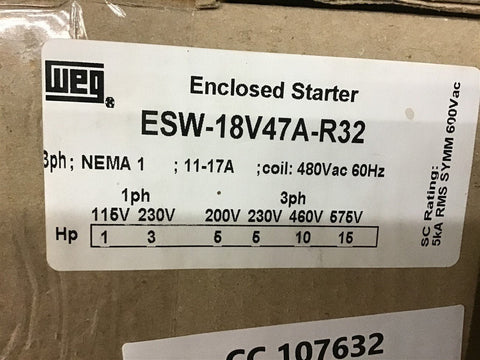 weg
Enclosed Starter
ESW-18V47A-R32
3ph; NEMA 1 ; 11-17A ;coil: 480Vac 60Hz
1ph 3ph
115V 230V 200V 230V 460V 575V
Hp 1 3 5 5 10 15
SC Rating:
5kA RMS SYMM 600Vac
CC 107632